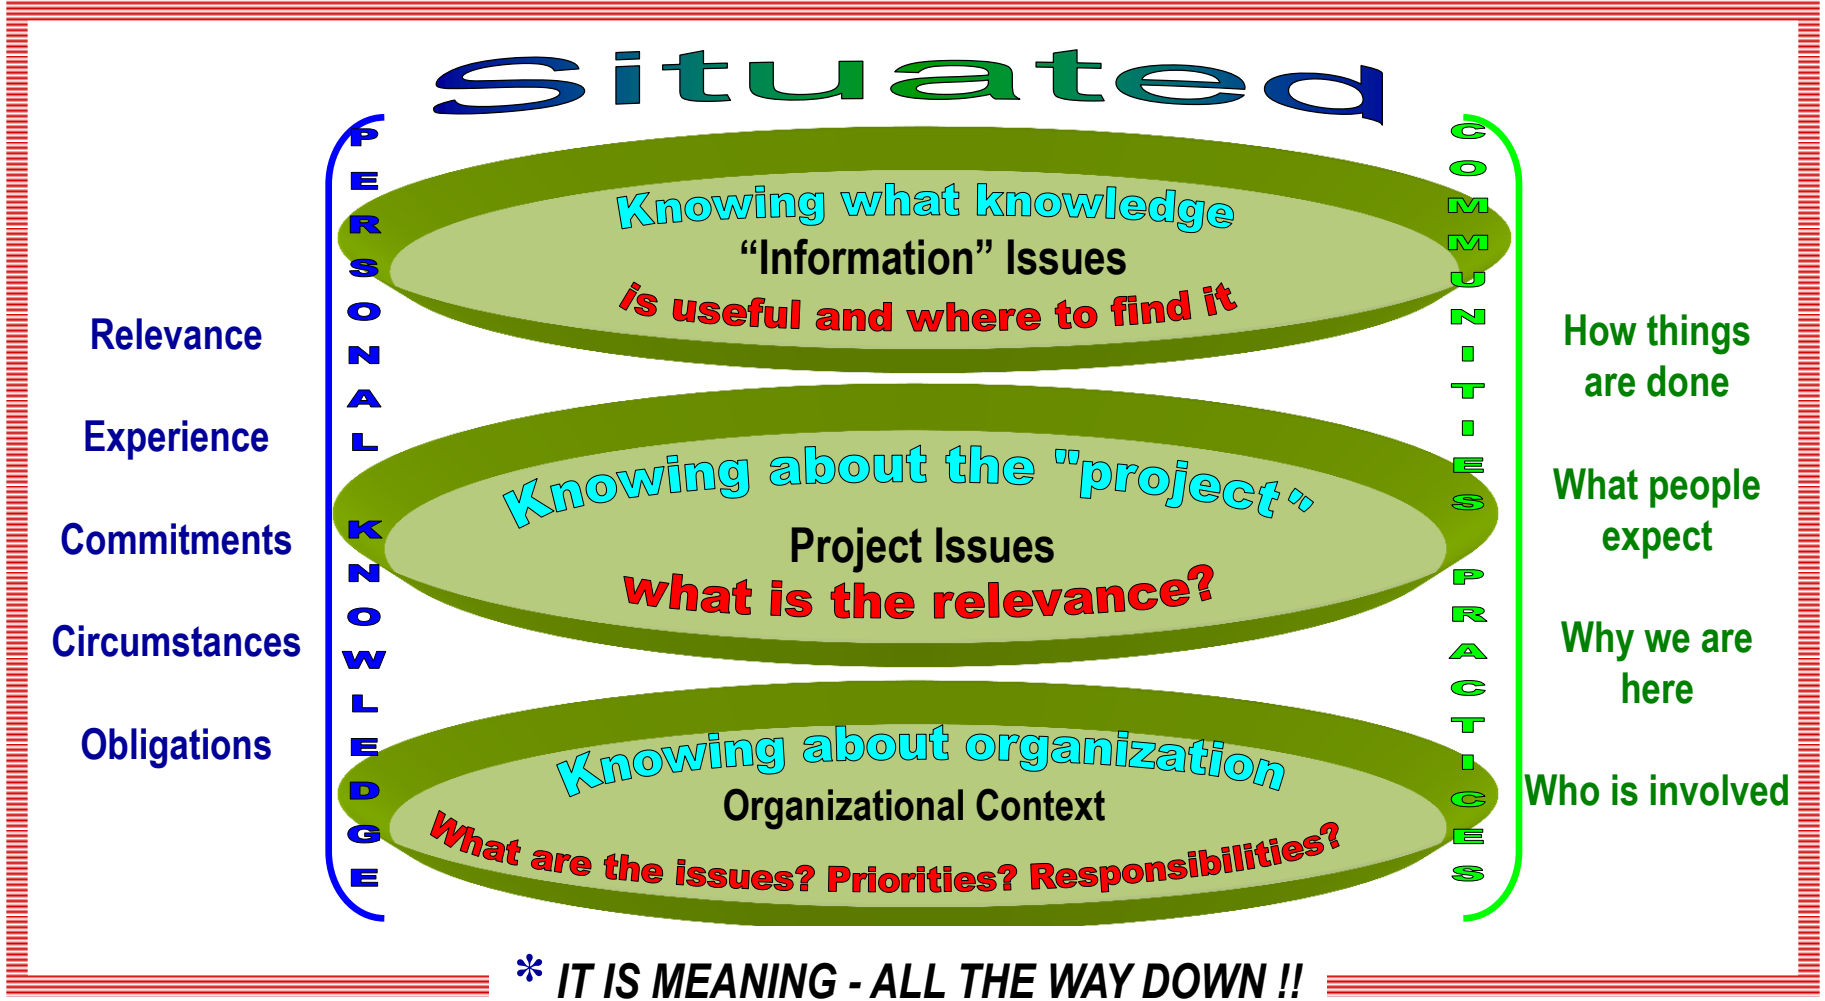 Situated
PERSONAL KNOWLEDGE
COMMUNITIES PRACTICES
Relevance
Experience
Commitments
Circumstances
Obligations
Knowing what knowledge
“Information” Issues
is useful and where to find it
Knowing about the "project"
Project Issues
what is the relevance?
Knowing about organization
Organizational Context
What are the issues? Priorities? Responsibilities?
How things
are done
What people
expect
Why we are
here
Who is involved
* IT IS MEANING - ALL THE WAY DOWN !!